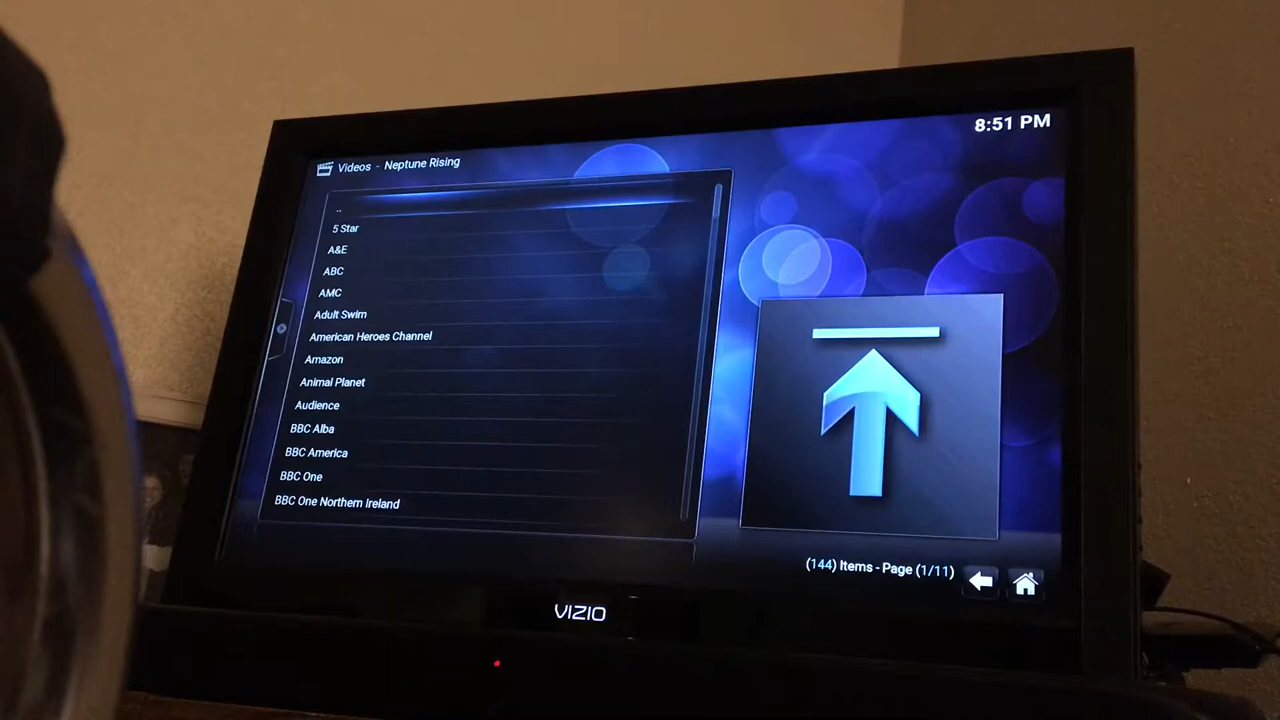 8:51 PM
Videos - Neptune Rising
..
5 Star
A&E
ABC
AMC
Adult Swim
American Heroes Channel
Amazon
Animal Planet
Audience
BBC Alba
BBC America
BBC One
BBC One Northern Ireland
(144) Items - Page (1/11)
VIZIO